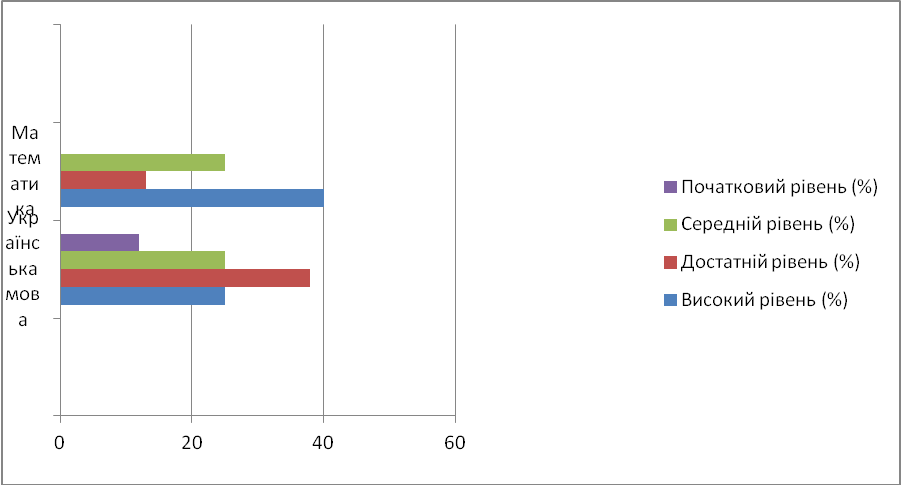 Ма
тем
ати
ка
Укр
аїнс
ька
мов
а
0 20 40 60
Початковий рівень (%)
Середній рівень (%)
Достатній рівень (%)
Високий рівень (%)